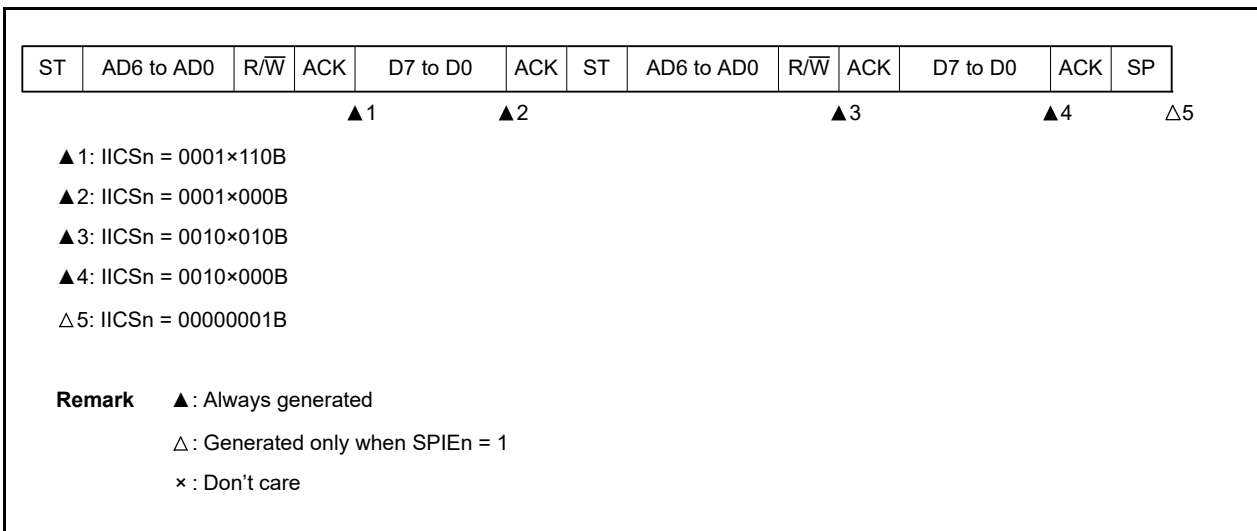 ST AD6 to AD0 R/W̅ ACK D7 to D0 ACK ST AD6 to AD0 R/W̅ ACK D7 to D0 ACK SP
▲1 ▲2 ▲3 ▲4 △5
▲1: IICSn = 0001×110B
▲2: IICSn = 0001×000B
▲3: IICSn = 0010×010B
▲4: IICSn = 0010×000B
△5: IICSn = 00000001B
Remark ▲: Always generated
△: Generated only when SPIEn = 1
×: Don't care